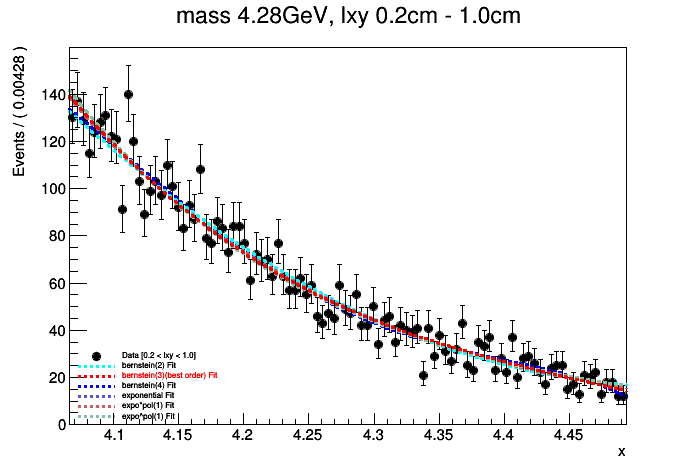 mass 4.28GeV, lxy 0.2cm - 1.0cm
Events / ( 0.00428 )
140
120
100
80
60
40
20
0
Data [0.2 < lxy < 1.0]
bernstein(2) Fit
bernstein(3)(best order) Fit
bernstein(4) Fit
exponential Fit
expo*pol(1) Fit
expo*pol(1) Fit
4.1 4.15 4.2 4.25 4.3 4.35 4.4 4.45
x